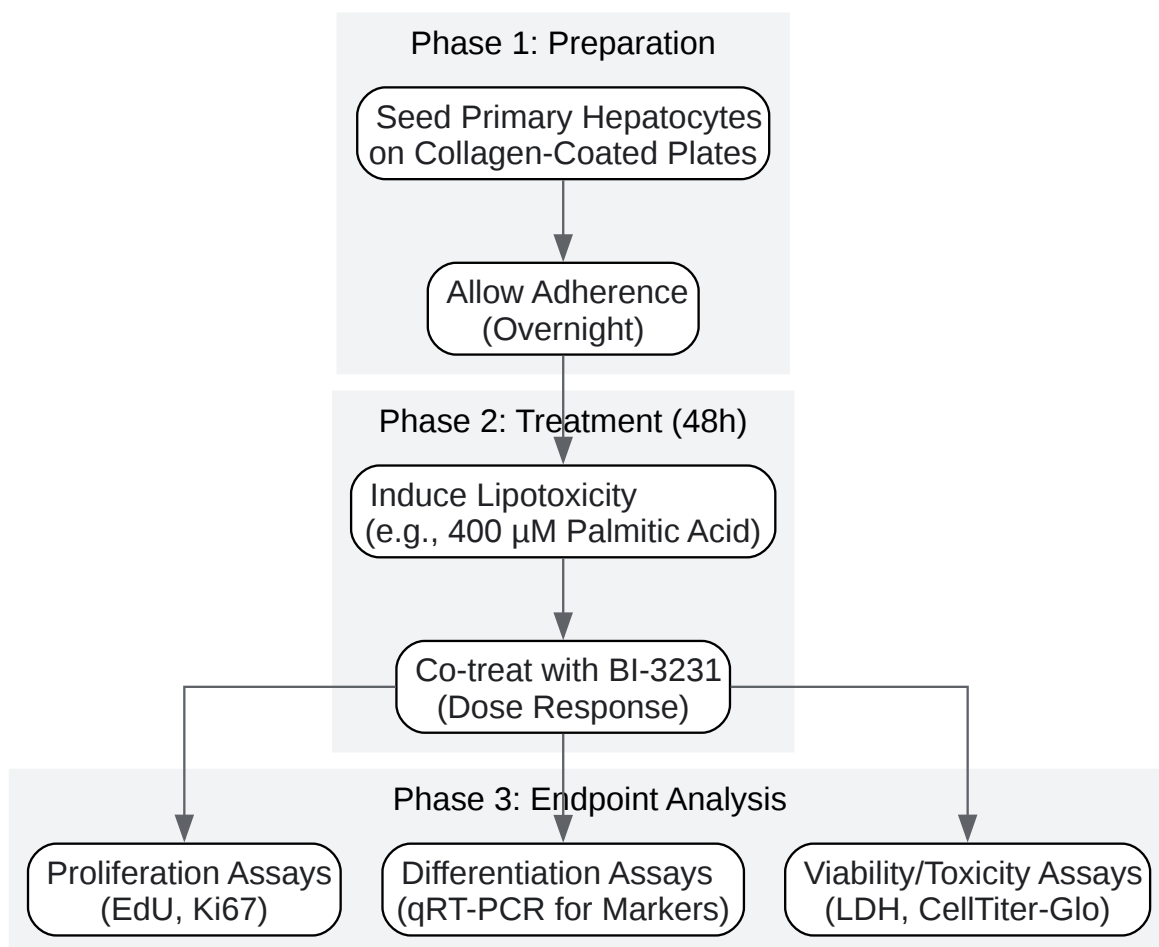 Phase 1: Preparation
Seed Primary Hepatocytes
on Collagen-Coated Plates
Allow Adherence
(Overnight)
Phase 2: Treatment (48h)
Induce Lipotoxicity
(e.g., 400 µM Palmitic Acid)
Co-treat with BI-3231
(Dose Response)
Phase 3: Endpoint Analysis
Proliferation Assays
(EdU, Ki67)
Differentiation Assays
(qRT-PCR for Markers)
Viability/Toxicity Assays
(LDH, CellTiter-Glo)